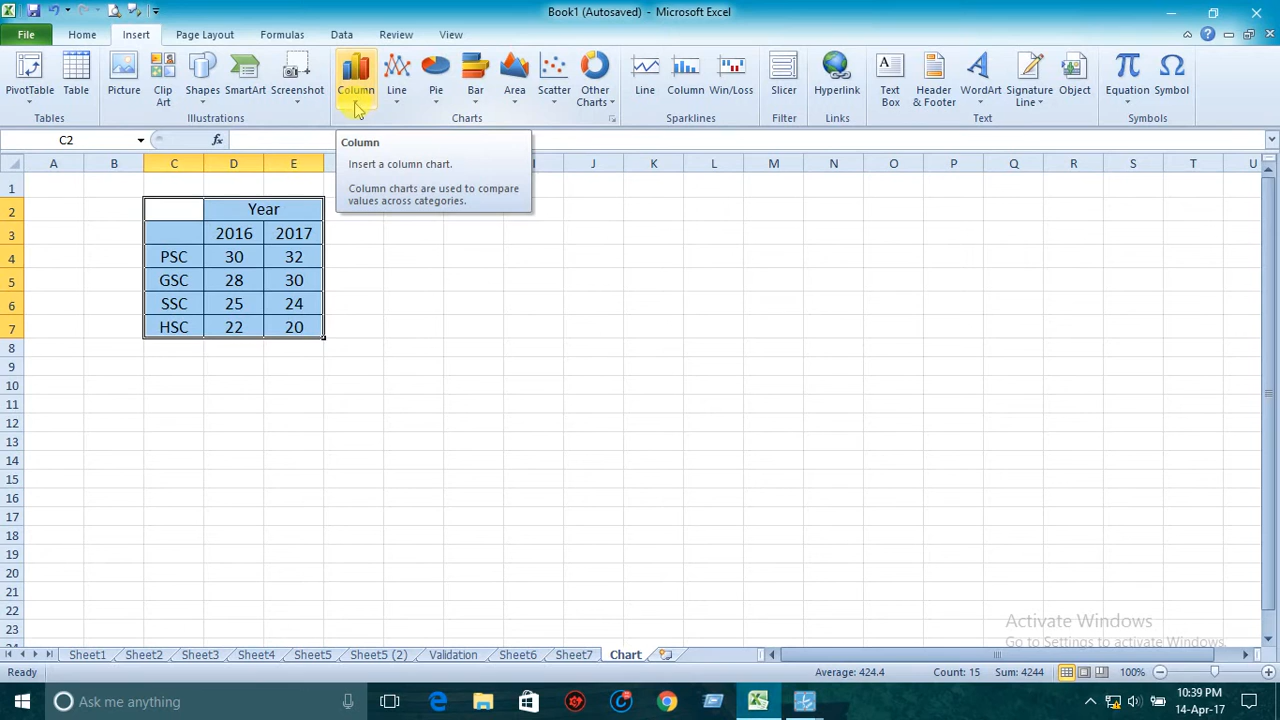 Book1 (Autosaved) - Microsoft Excel
File Home Insert Page Layout Formulas Data Review View
PivotTable Table Picture Clip Art Shapes SmartArt Screenshot Column Line Pie Bar Area Scatter Other Charts Line Column Win/Loss Slicer Hyperlink Text Box Header & Footer WordArt Signature Line Object Equation Symbol
Tables Illustrations Charts Sparklines Filter Links Text Symbols
C2 fx
Column
Insert a column chart.
Column charts are used to compare
values across categories.
A B C D E I J K L M N O P Q R S T U
1
2 Year
3 2016 2017
4 PSC 30 32
5 GSC 28 30
6 SSC 25 24
7 HSC 22 20
8
9
10
11
12
13
14
15
16
17
18
19
20
21
22
23
Activate Windows
Go to Settings to activate Windows.
Sheet1 Sheet2 Sheet3 Sheet4 Sheet5 Sheet5 (2) Validation Sheet6 Sheet7 Chart
Ready Average: 424.4 Count: 15 Sum: 4244 100%
Ask me anything
10:39 PM
14-Apr-17